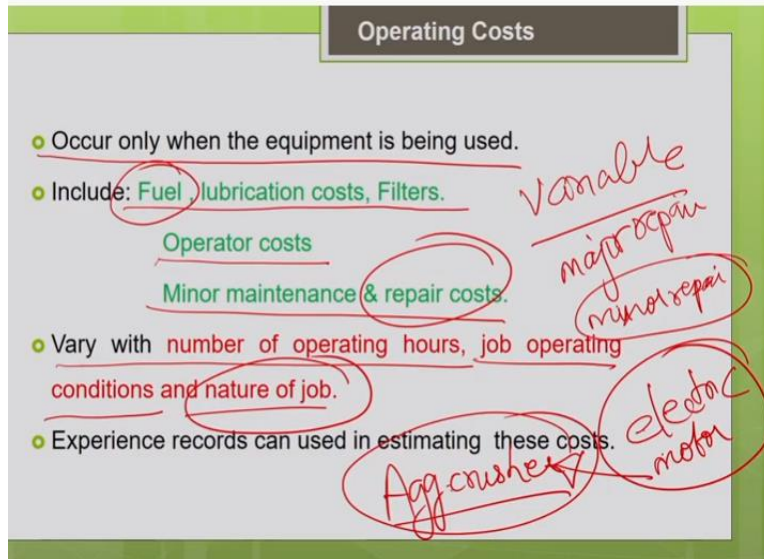 Operating Costs
Occur only when the equipment is being used.
Include: Fuel , lubrication costs, Filters.
Operator costs
Minor maintenance & repair costs.
Vary with number of operating hours, job operating
conditions and nature of job.
Experience records can used in estimating these costs.
Variable
major repair
minor repair
electric
motor
Agg-crusher